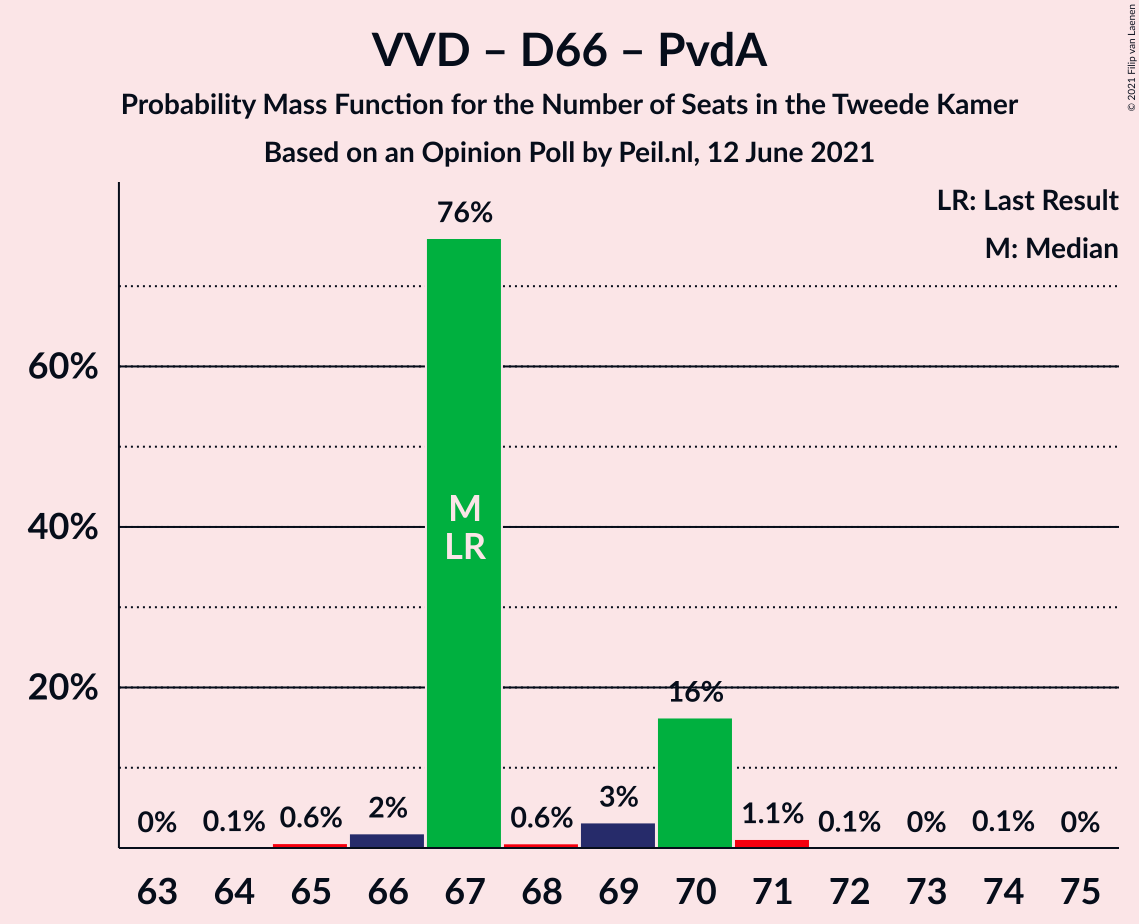 VVD – D66 – PvdA
Probability Mass Function for the Number of Seats in the Tweede Kamer
Based on an Opinion Poll by Peil.nl, 12 June 2021
© 2021 Filip van Laenen
LR: Last Result
M: Median
60%
40%
20%
0%
0.1%
0.6%
2%
76%
M
LR
0.6%
3%
16%
1.1%
0.1%
0%
0.1%
0%
63 64 65 66 67 68 69 70 71 72 73 74 75